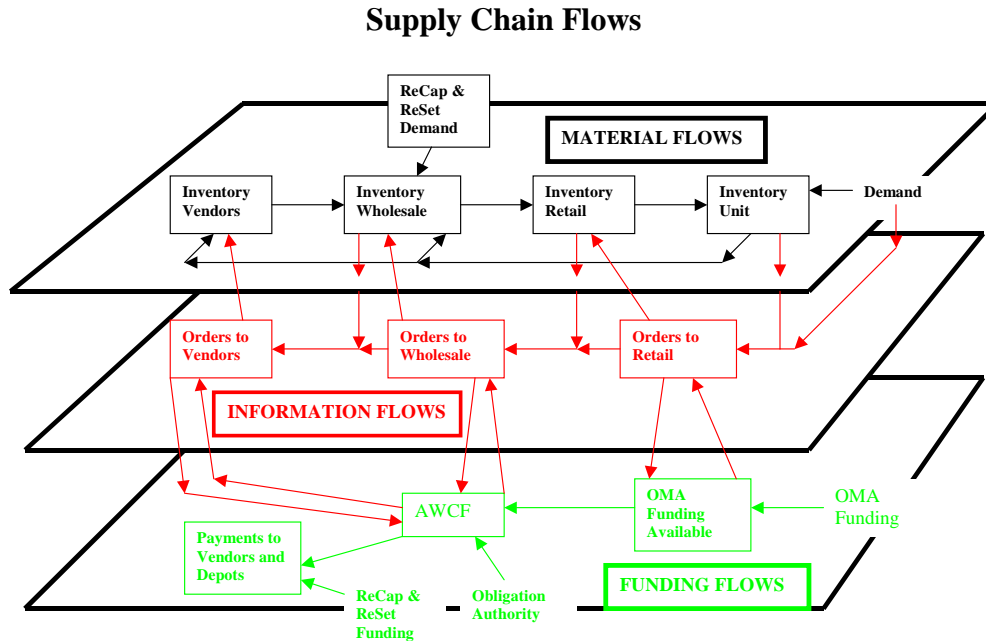 Supply Chain Flows
ReCap &
ReSet
Demand
MATERIAL FLOWS
Inventory
Vendors
Inventory
Wholesale
Inventory
Retail
Inventory
Unit
Demand
Orders to
Vendors
Orders to
Wholesale
Orders to
Retail
INFORMATION FLOWS
AWCF
OMA
Funding
Available
OMA
Funding
Payments to
Vendors and
Depots
ReCap &
ReSet
Funding
Obligation
Authority
FUNDING FLOWS